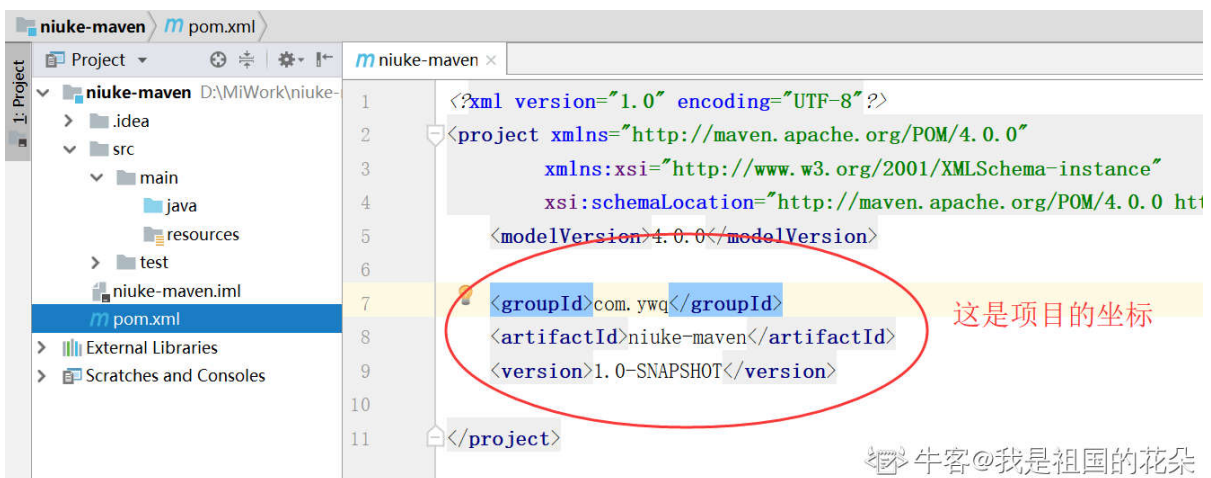 niuke-maven
m pom.xml
1: Project
Project
niuke-maven D:\MiWork\niuke-
.idea
src
main
java
resources
test
niuke-maven.iml
m pom.xml
External Libraries
Scratches and Consoles
m niuke-maven ×
1 <?xml version="1.0" encoding="UTF-8"?>
2 <project xmlns="http://maven.apache.org/POM/4.0.0"
3 xmlns:xsi="http://www.w3.org/2001/XMLSchema-instance"
4 xsi:schemaLocation="http://maven.apache.org/POM/4.0.0 htt
5 <modelVersion>4.0.0</modelVersion>
6
7 <groupId>com.ywq</groupId>
8 <artifactId>niuke-maven</artifactId>
9 <version>1.0-SNAPSHOT</version>
10
11 </project>
这是项目的坐标
牛客@我是祖国的花朵